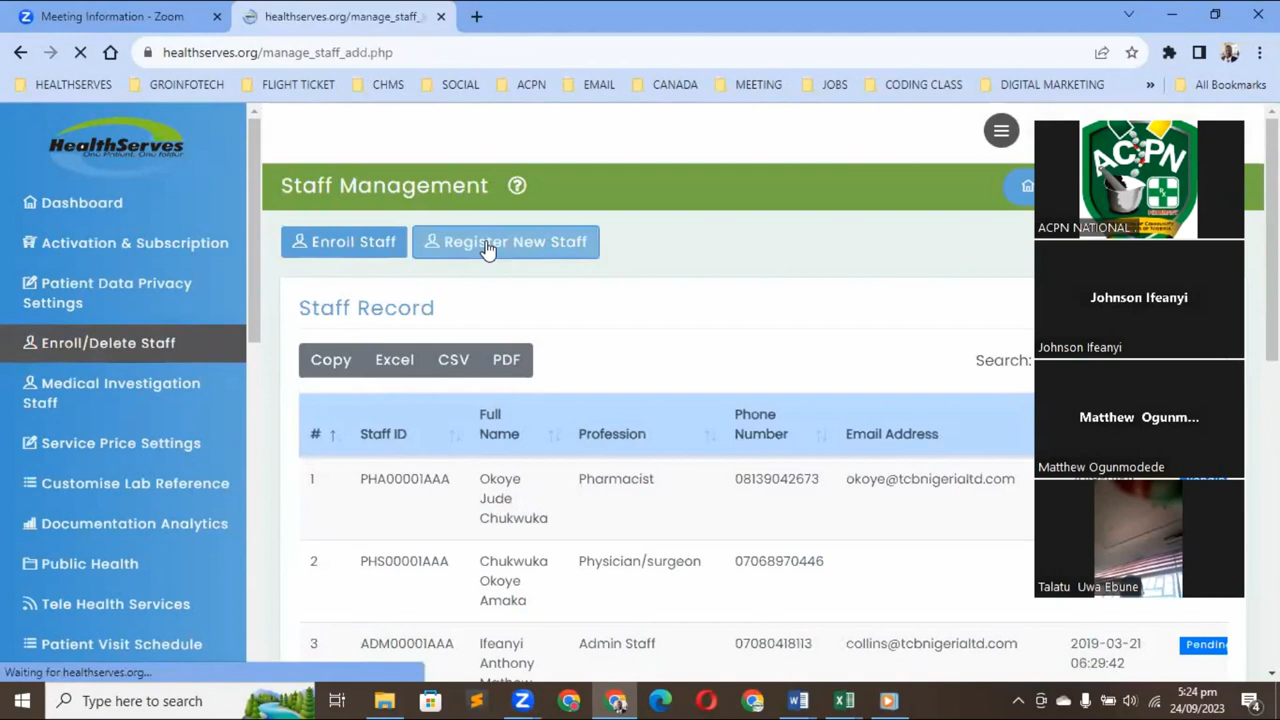 Meeting Information - Zoom
healthserves.org/manage_staff_
healthserves.org/manage_staff_add.php
HEALTHSERVES
GROINFOTECH
FLIGHT TICKET
CHMS
SOCIAL
ACPN
EMAIL
CANADA
MEETING
JOBS
CODING CLASS
DIGITAL MARKETING
All Bookmarks
HealthServes
One Patient, One folder
Dashboard
Activation & Subscription
Patient Data Privacy
Settings
Enroll/Delete Staff
Medical Investigation
Staff
Service Price Settings
Customise Lab Reference
Documentation Analytics
Public Health
Tele Health Services
Patient Visit Schedule
Waiting for healthserves.org...
Staff Management
Enroll Staff
Register New Staff
Staff Record
Copy Excel CSV PDF
Search:
# Staff ID Full Name Profession Phone Number Email Address
1 PHA00001AAA Okoye Jude Chukwuka Pharmacist 08139042673 okoye@tcbnigerialtd.com
2 PHS00001AAA Chukwuka Okoye Amaka Physician/surgeon 07068970446
3 ADM00001AAA Ifeanyi Anthony Admin Staff 07080418113 collins@tcbnigerialtd.com 2019-03-21 06:29:42 Pending
ACPN
ACPN NATIONAL
Johnson Ifeanyi
Johnson Ifeanyi
Matthew Ogunm...
Matthew Ogunmodede
Talatu Uwa Ebune
Type here to search
5:24 pm
24/09/2023
4